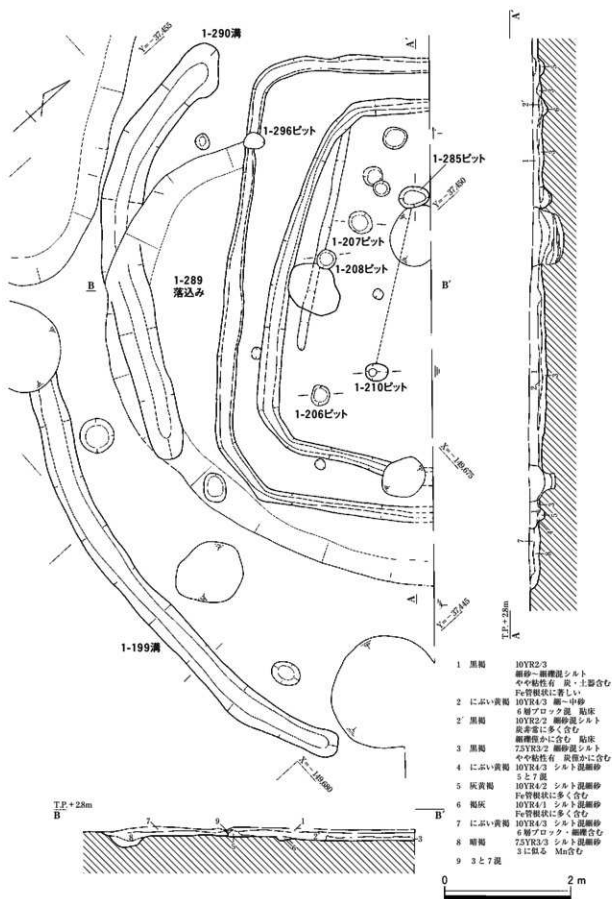 Y=-37,455
1-290溝
A'
A'
1-296ピット
1-285ピット
Y=-37,450
1-207ピット
1-208ピット
B
1-289
落込み
B'
1-210ピット
1-206ピット
X=-149,675
A
Y=-37,445
T.P.+2.8m
A
1-199溝
X=-149,680
1 黒褐 10YR2/3
細砂~細礫混シルト
やや粘性有 炭・土器含む
Fe管根状に著しい
2 にぶい黄褐 10YR4/3 細~中砂
6層ブロック混 貼床
2' 黒褐 10YR2/2 細砂混シルト
炭非常に多く含む
細礫僅かに含む 貼床
3 黒褐 7.5YR3/2 細砂混シルト
やや粘性有 炭僅かに含む
4 にぶい黄褐 10YR4/3 シルト混細砂
5と7混
5 灰黄褐 10YR4/2 シルト混細砂
Fe管根状に多く含む
6 褐灰 10YR4/1 シルト混細砂
Fe管根状に多く含む
7 にぶい黄褐 10YR4/3 シルト混細砂
6層ブロック・細礫含む
8 暗褐 7.5YR3/3 シルト混細砂
3に似る Mn含む
9 3と7混
T.P.+2.8m
B
B'
7
9
1
8
2'
3
0
2 m